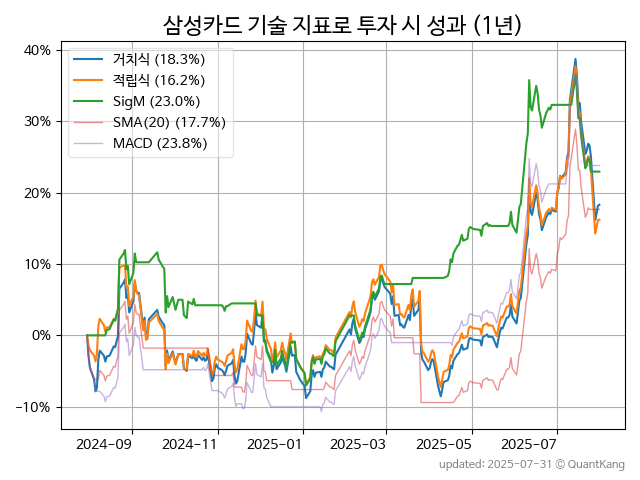 삼성카드 기술 지표로 투자 시 성과 (1년)
40%
30%
20%
10%
0%
−10%
거치식 (18.3%)
적립식 (16.2%)
SigM (23.0%)
SMA(20) (17.7%)
MACD (23.8%)
2024-09 2024-11 2025-01 2025-03 2025-05 2025-07
updated: 2025-07-31 © QuantKang